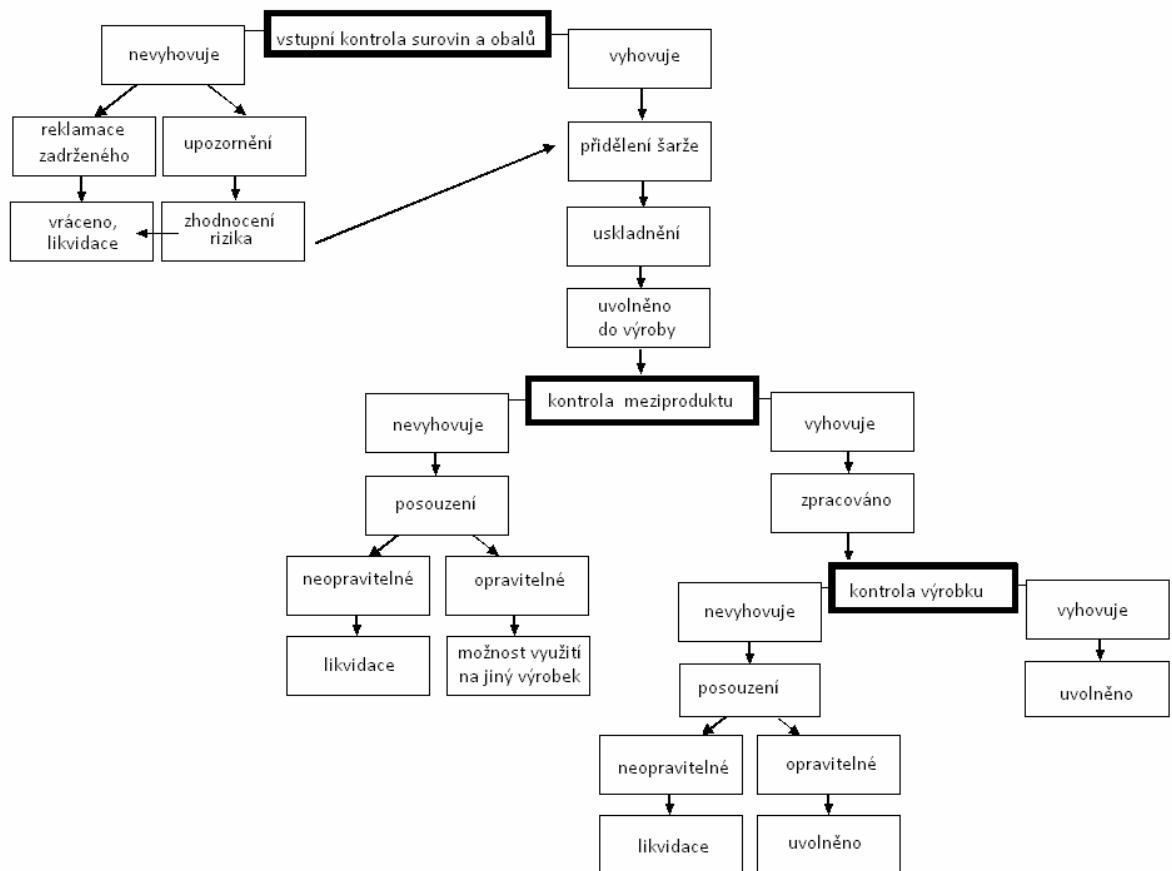 vstupní kontrola surovin a obalů
nevyhovuje
vyhovuje
reklamace
zadrženého
upozornění
přidělení šarže
vráceno,
likvidace
zhodnocení
rizika
uskladnění
uvolněno
do výroby
kontrola meziproduktu
nevyhovuje
vyhovuje
posouzení
zpracováno
neopravitelné
opravitelné
kontrola výrobku
nevyhovuje
vyhovuje
likvidace
možnost využití
na jiný výrobek
posouzení
uvolněno
neopravitelné
opravitelné
likvidace
uvolněno